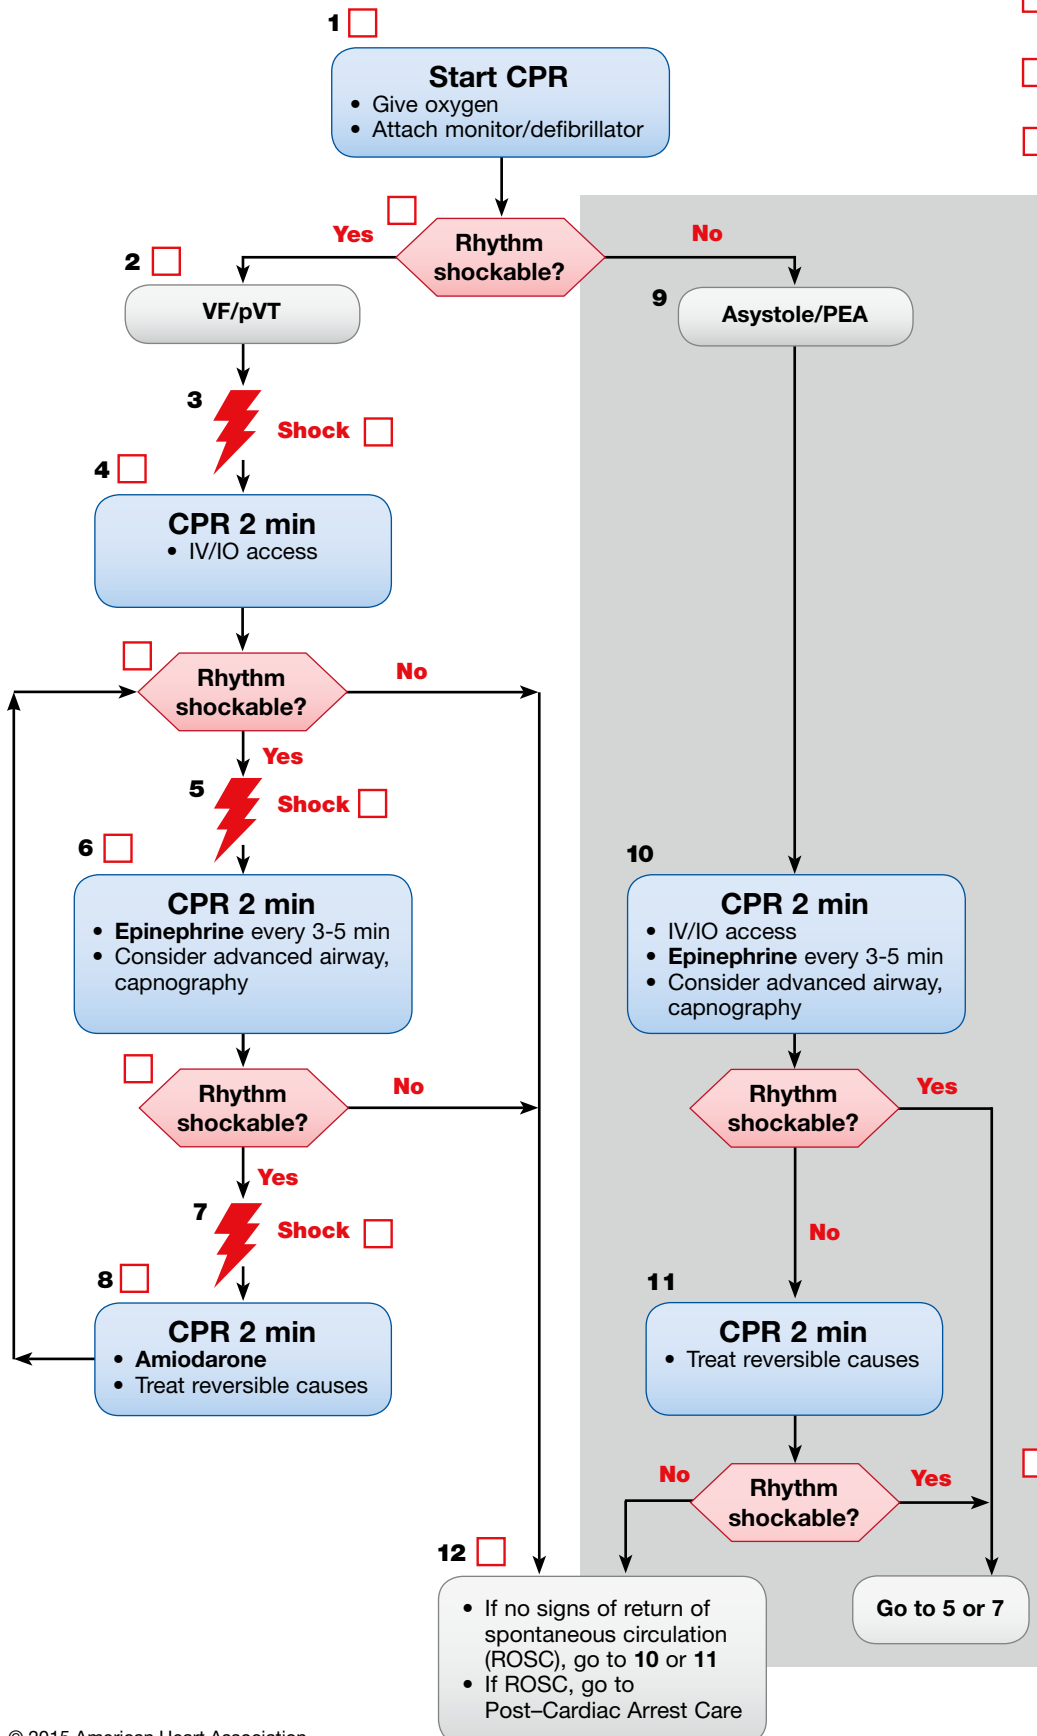 1
Start CPR
• Give oxygen
• Attach monitor/defibrillator
Rhythm
shockable?
Yes
No
2
VF/pVT
9
Asystole/PEA
3
Shock
4
CPR 2 min
• IV/IO access
Rhythm
shockable?
No
Yes
5
Shock
6
CPR 2 min
• Epinephrine every 3-5 min
• Consider advanced airway,
capnography
10
CPR 2 min
• IV/IO access
• Epinephrine every 3-5 min
• Consider advanced airway,
capnography
Rhythm
shockable?
No
Yes
Rhythm
shockable?
Yes
No
7
Shock
8
CPR 2 min
• Amiodarone
• Treat reversible causes
11
CPR 2 min
• Treat reversible causes
Rhythm
shockable?
No
Yes
12
• If no signs of return of
spontaneous circulation
(ROSC), go to 10 or 11
• If ROSC, go to
Post–Cardiac Arrest Care
Go to 5 or 7
© 2015 American Heart Association